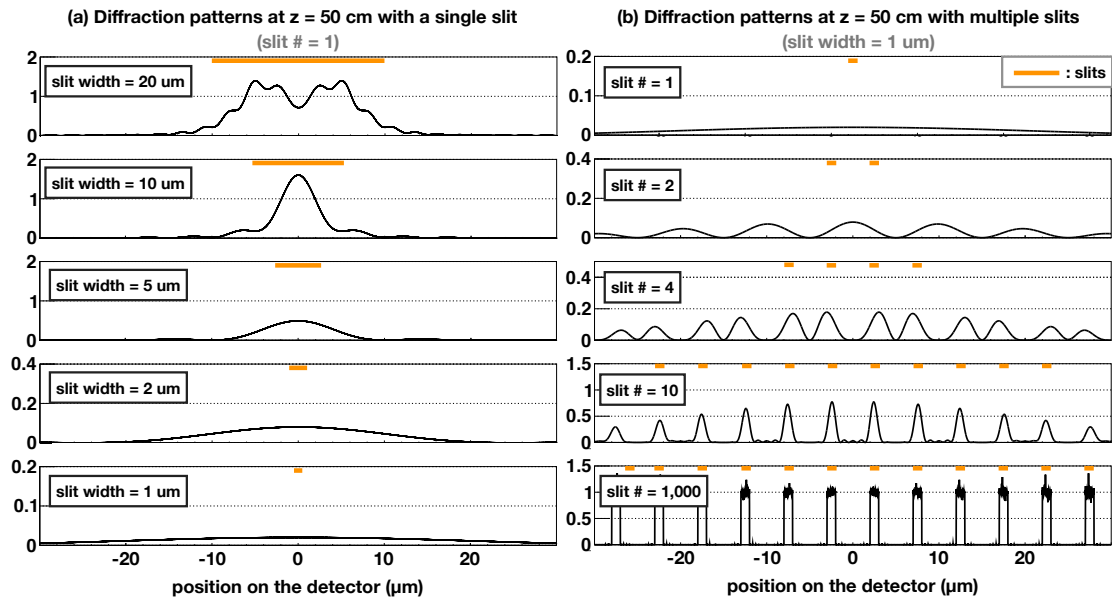 (a) Diffraction patterns at z = 50 cm with a single slit
(slit # = 1)
2
slit width = 20 um
1
0
2
slit width = 10 um
1
0
2
slit width = 5 um
1
0
0.4
slit width = 2 um
0.2
0
0.2
slit width = 1 um
0.1
0
-20 -10 0 10 20
position on the detector (μm)
(b) Diffraction patterns at z = 50 cm with multiple slits
(slit width = 1 um)
0.2
: slits
slit # = 1
0.1
0
0.4
slit # = 2
0.2
0
slit # = 4
0.4
0.2
0
1.5
slit # = 10
1
0.5
0
1.5
slit # = 1,000
1
0.5
0
-20 -10 0 10 20
position on the detector (μm)